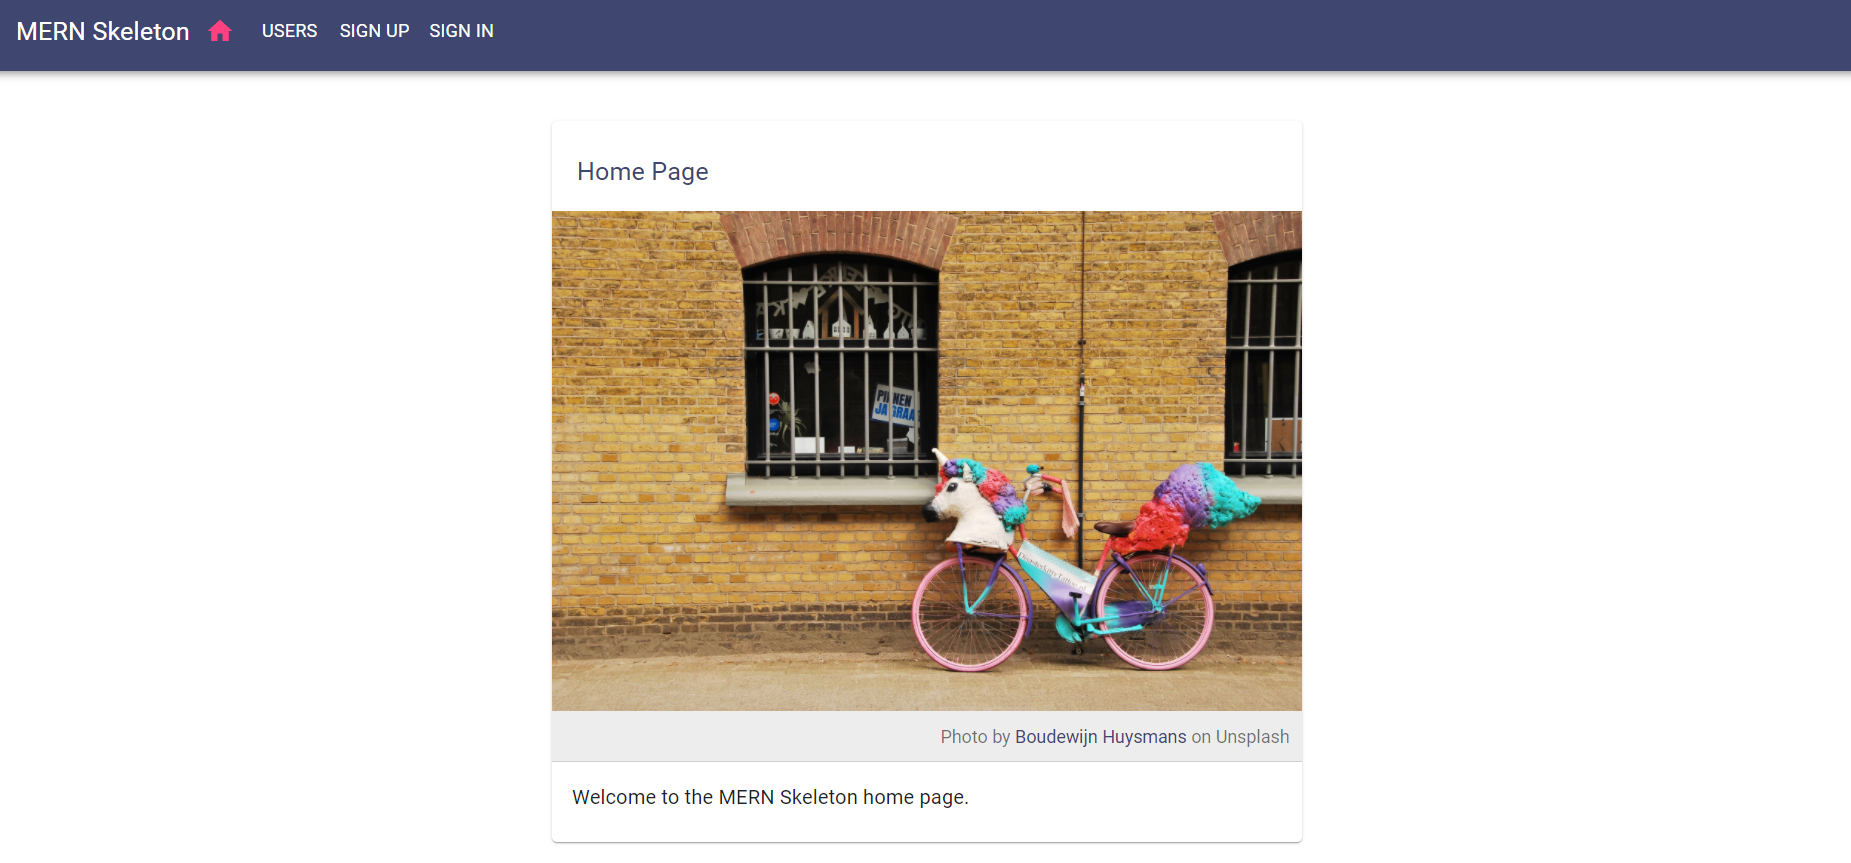 MERN Skeleton
USERS
SIGN UP
SIGN IN
Home Page
Photo by Boudewijn Huysmans on Unsplash
Welcome to the MERN Skeleton home page.